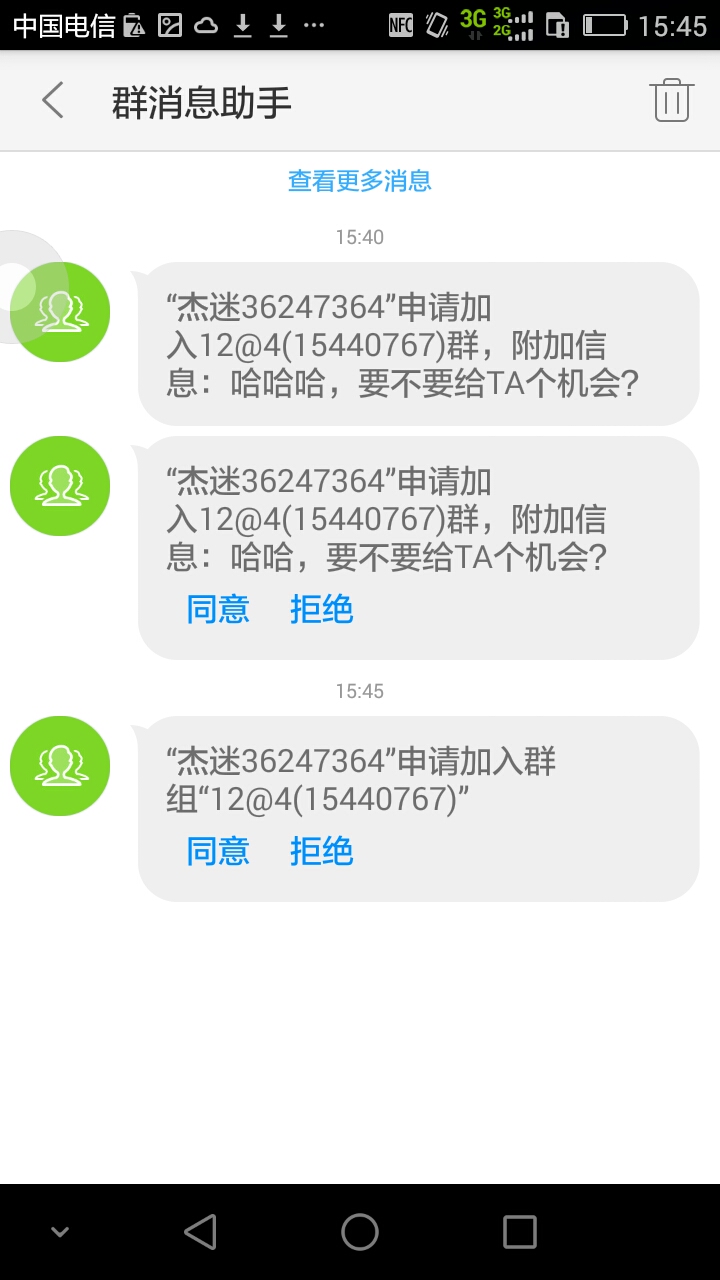 中国电信 NFC 3G 3G 2G 15:45
群消息助手
查看更多消息
15:40
“杰迷36247364”申请加
入12@4(15440767)群，附加信
息：哈哈哈，要不要给TA个机会?
“杰迷36247364”申请加
入12@4(15440767)群，附加信
息：哈哈，要不要给TA个机会?
同意 拒绝
15:45
“杰迷36247364”申请加入群
组“12@4(15440767)”
同意 拒绝